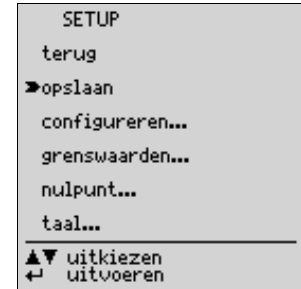 SETUP
terug
opslaan
configureren...
grenswaarden...
nulpunt...
taal...
▲▼ uitkiezen
↵ uitvoeren